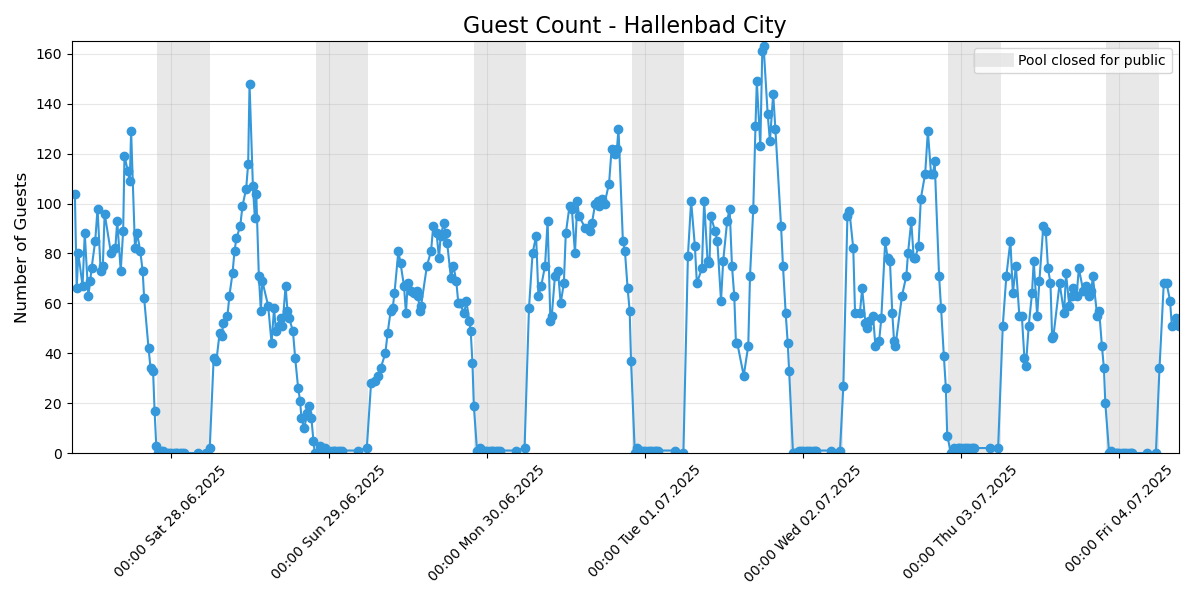 Guest Count - Hallenbad City
Pool closed for public
Number of Guests
160
140
120
100
80
60
40
20
0
00:00 Sat 28.06.2025
00:00 Sun 29.06.2025
00:00 Mon 30.06.2025
00:00 Tue 01.07.2025
00:00 Wed 02.07.2025
00:00 Thu 03.07.2025
00:00 Fri 04.07.2025